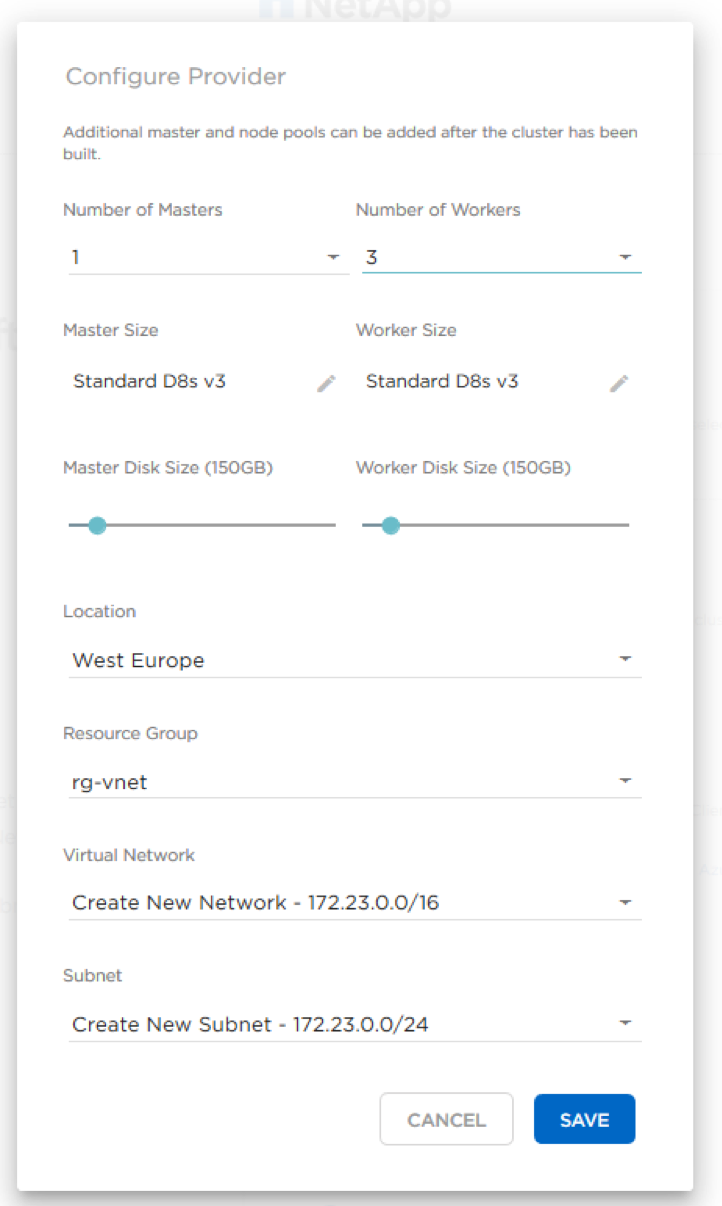 NetApp
Configure Provider
Additional master and node pools can be added after the cluster has been
built.
Number of Masters
Number of Workers
1
3
Master Size
Worker Size
Standard D8s v3
Standard D8s v3
Master Disk Size (150GB)
Worker Disk Size (150GB)
Location
West Europe
Resource Group
rg-vnet
Virtual Network
Create New Network - 172.23.0.0/16
Subnet
Create New Subnet - 172.23.0.0/24
CANCEL
SAVE